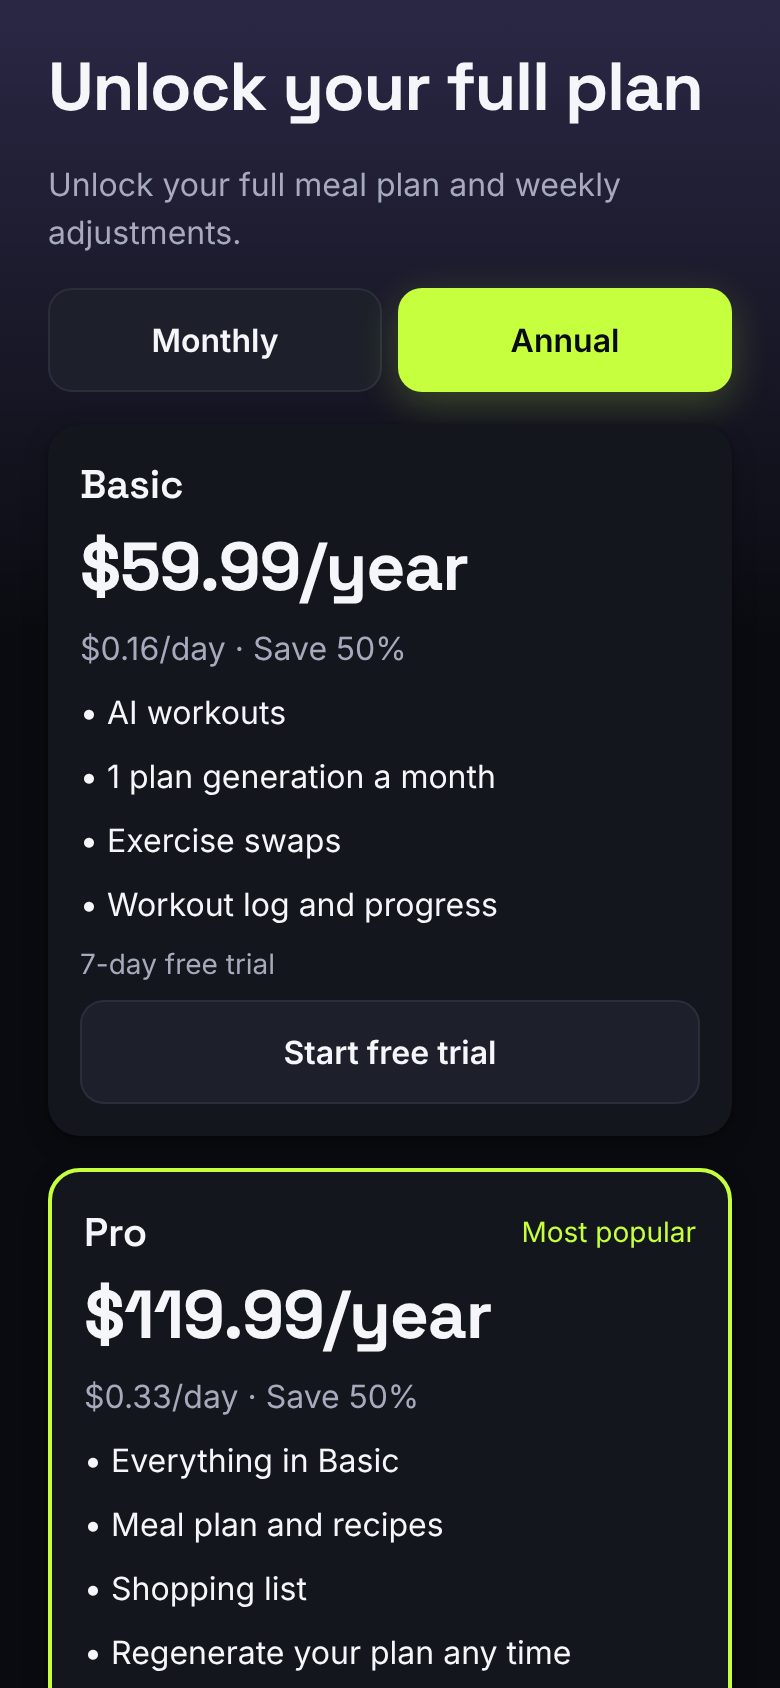 Unlock your full plan
Unlock your full meal plan and weekly
adjustments.
Monthly
Annual
Basic
$59.99/year
$0.16/day · Save 50%
• AI workouts
• 1 plan generation a month
• Exercise swaps
• Workout log and progress
7-day free trial
Start free trial
Pro
Most popular
$119.99/year
$0.33/day · Save 50%
• Everything in Basic
• Meal plan and recipes
• Shopping list
• Regenerate your plan any time